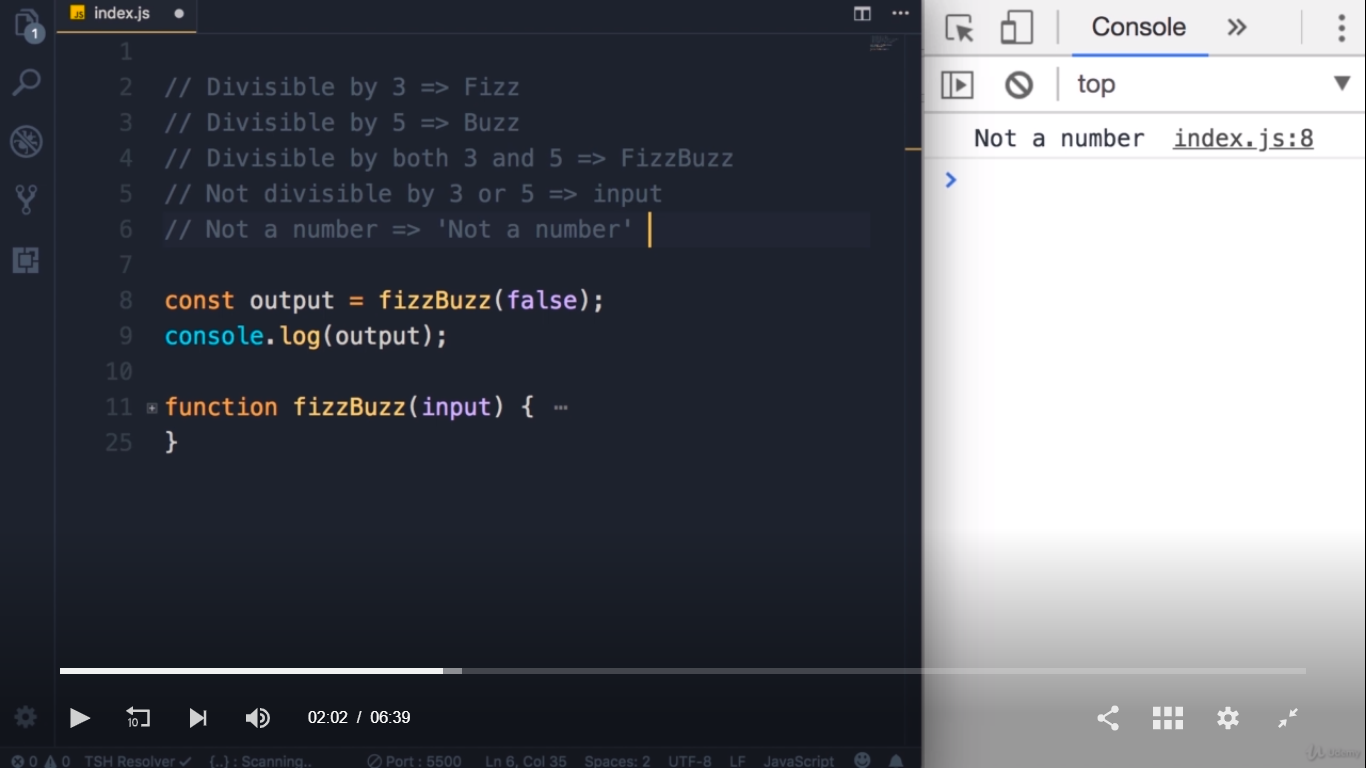 JS index.js
1
1
2 // Divisible by 3 => Fizz
3 // Divisible by 5 => Buzz
4 // Divisible by both 3 and 5 => FizzBuzz
5 // Not divisible by 3 or 5 => input
6 // Not a number => 'Not a number'
7
8 const output = fizzBuzz(false);
9 console.log(output);
10
11 function fizzBuzz(input) { ⋯
25 }
Console
top
Not a number index.js:8
10
02:02 / 06:39
0 0 TSH Resolver {..} : Scanning.. Port : 5500 Ln 6, Col 35 Spaces: 2 UTF-8 LF JavaScript
Udemy